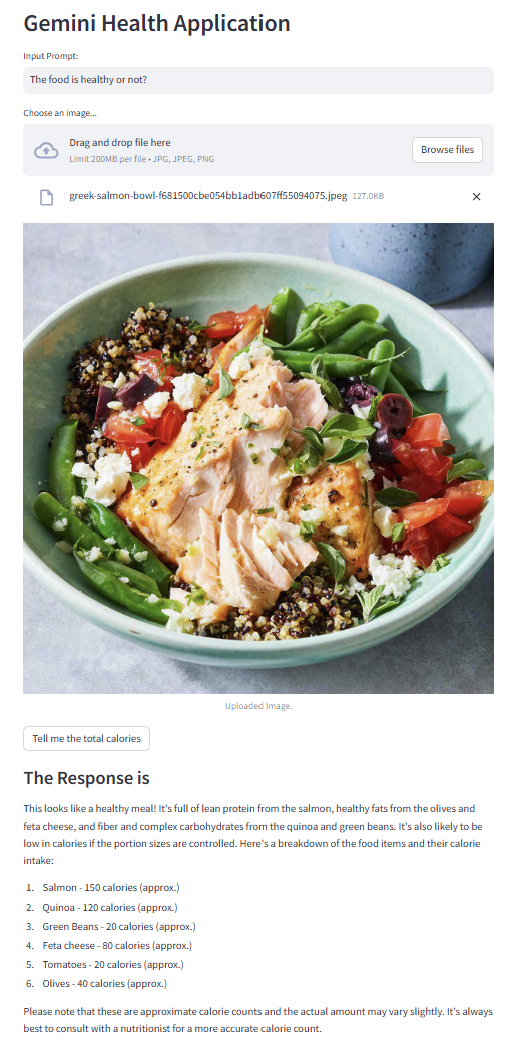 Gemini Health Application
Input Prompt:
The food is healthy or not?
Choose an image...
Drag and drop file here
Limit 200MB per file • JPG, JPEG, PNG
Browse files
greek-salmon-bowl-f681500cbe054bb1adb607ff55094075.jpeg 127.0KB
Uploaded Image.
Tell me the total calories
The Response is
This looks like a healthy meal! It's full of lean protein from the salmon, healthy fats from the olives and
feta cheese, and fiber and complex carbohydrates from the quinoa and green beans. It's also likely to be
low in calories if the portion sizes are controlled. Here's a breakdown of the food items and their calorie
intake:
1. Salmon - 150 calories (approx.)
2. Quinoa - 120 calories (approx.)
3. Green Beans - 20 calories (approx.)
4. Feta cheese - 80 calories (approx.)
5. Tomatoes - 20 calories (approx.)
6. Olives - 40 calories (approx.)
Please note that these are approximate calorie counts and the actual amount may vary slightly. It's always
best to consult with a nutritionist for a more accurate calorie count.